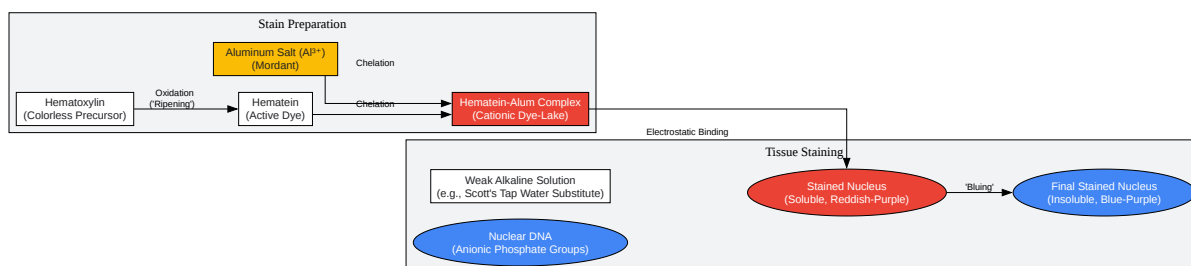 Stain Preparation
Aluminum Salt (Al³⁺)
(Mordant)
Chelation
Hematoxylin
(Colorless Precursor)
Oxidation
('Ripening')
Hematein
(Active Dye)
Chelation
Hematein-Alum Complex
(Cationic Dye-Lake)
Electrostatic Binding
Tissue Staining
Weak Alkaline Solution
(e.g., Scott's Tap Water Substitute)
Stained Nucleus
(Soluble, Reddish-Purple)
'Bluing'
Final Stained Nucleus
(Insoluble, Blue-Purple)
Nuclear DNA
(Anionic Phosphate Groups)